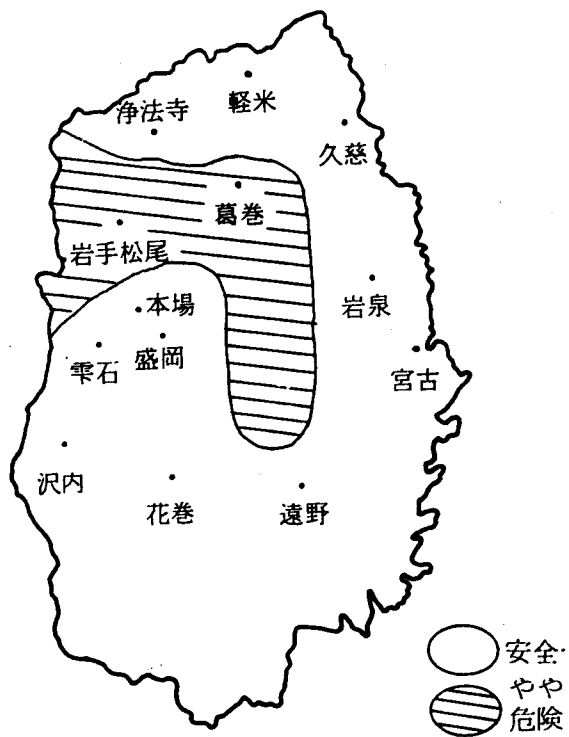 軽米
浄法寺
久慈
葛巻
岩手松尾
岩泉
本場
盛岡
雫石
宮古
沢内
花巻
遠野
安全
やや
危険